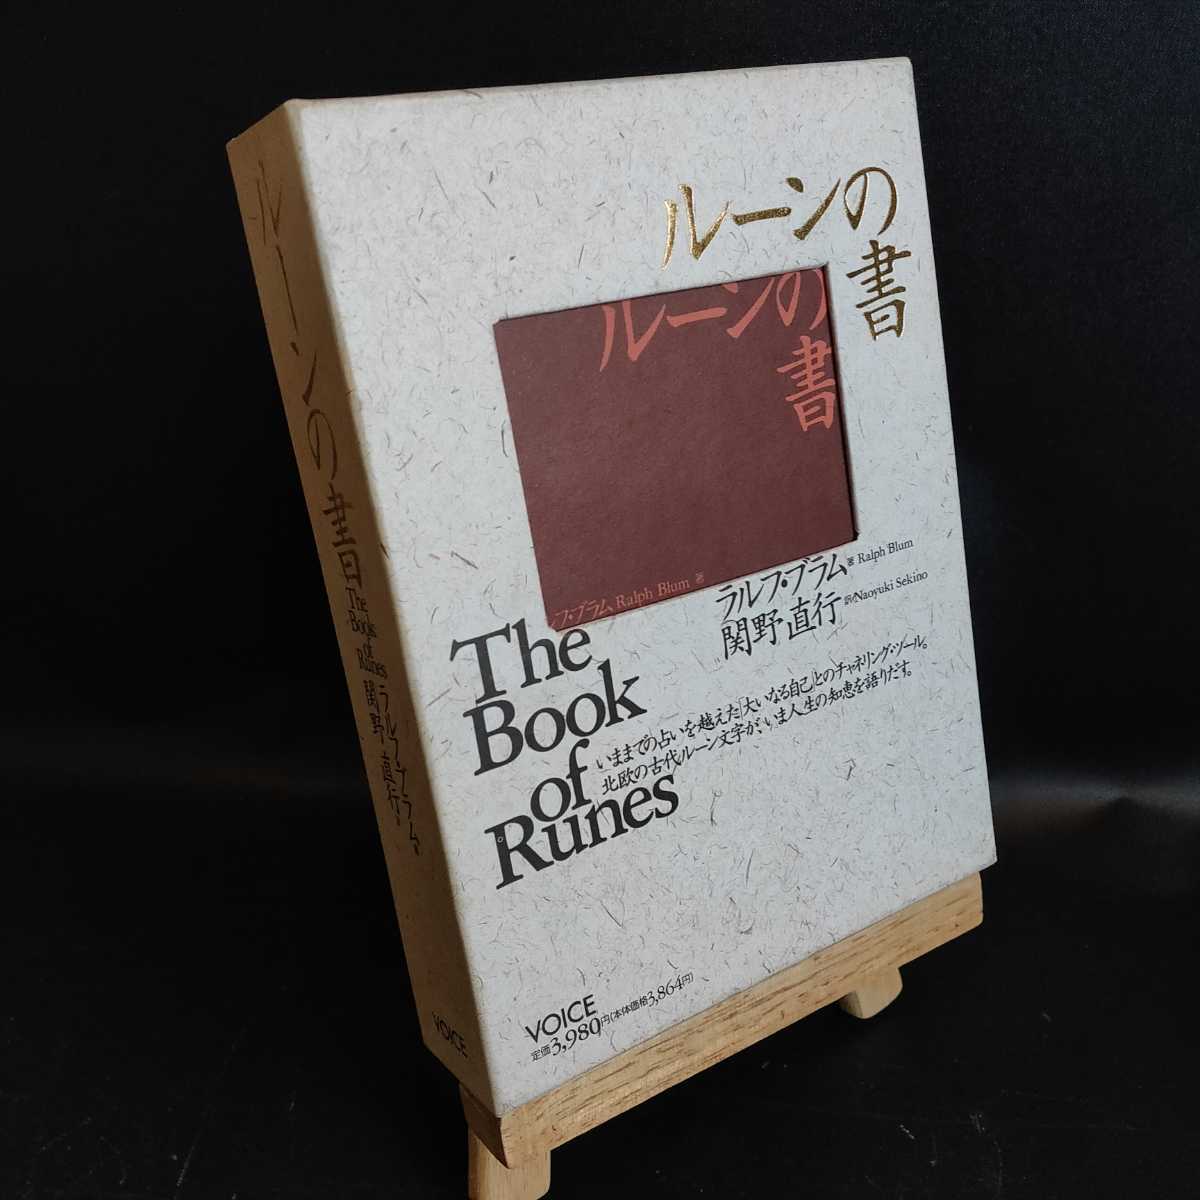 ルーンの書
ルーンの書
ラルフ・ブラム 著 Ralph Blum
関野直行 訳/Naoyuki Sekino
フ・ブラム Ralph Blum 著
The
Book
of
Runes
いままでの占いを越えた「大いなる自己」とのチャネリング・ツール。
北欧の古代ルーン文字が、いま人生の知恵を語りだす。
VOICE
定価3,980円(本体価格3,864円)
ルーンの書
The
Book
of
Runes
ラルフ・ブラム
関野直行
VOICE